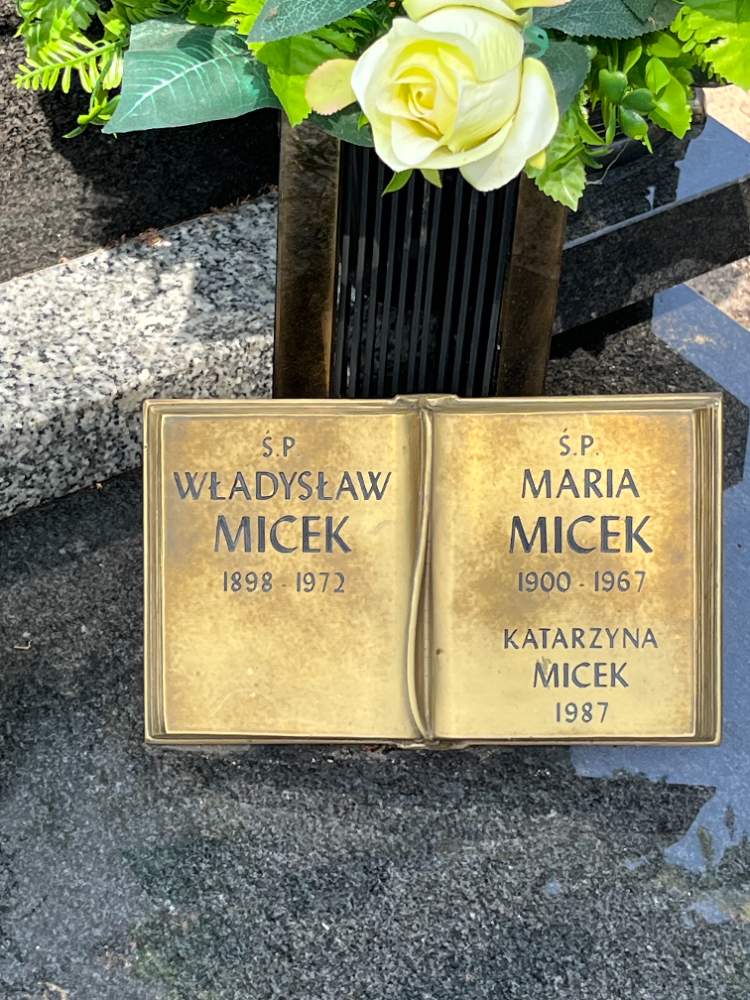 Ś.P.
WŁADYSŁAW
MICEK
1898 - 1972
Ś.P.
MARIA
MICEK
1900 - 1967
KATARZYNA
MICEK
1987